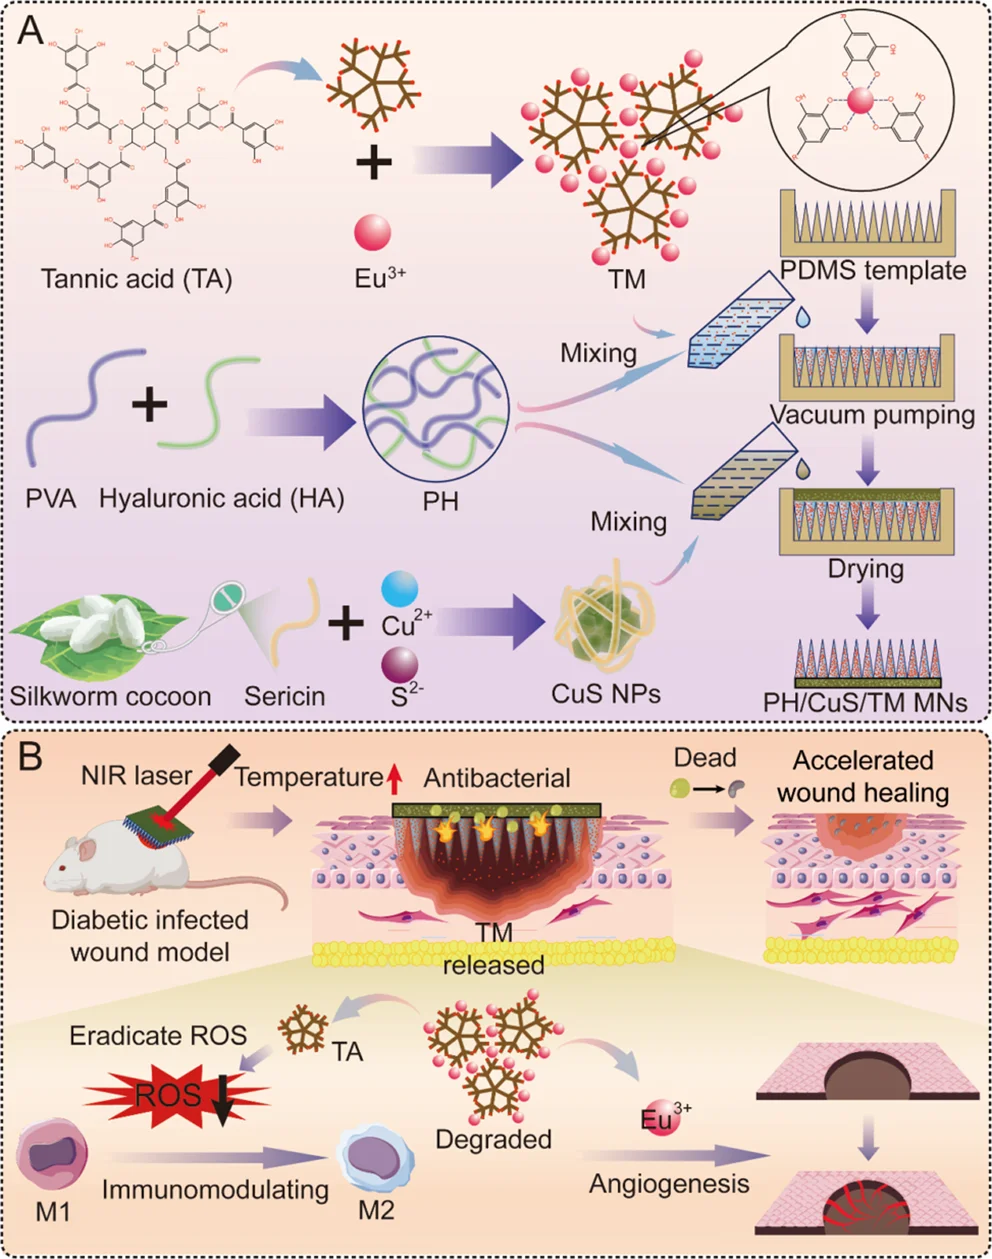 A
Tannic acid (TA)
+
Eu3+
TM
PDMS template
Mixing
Vacuum pumping
PVA
+
Hyaluronic acid (HA)
PH
Mixing
Drying
Silkworm cocoon
Sericin
+
Cu2+
S2-
CuS NPs
PH/CuS/TM MNs
B
NIR laser
Temperature
Antibacterial
Dead
Accelerated
wound healing
Diabetic infected
wound model
TM
released
Eradicate ROS
TA
ROS
Degraded
Eu3+
M1
Immunomodulating
M2
Angiogenesis